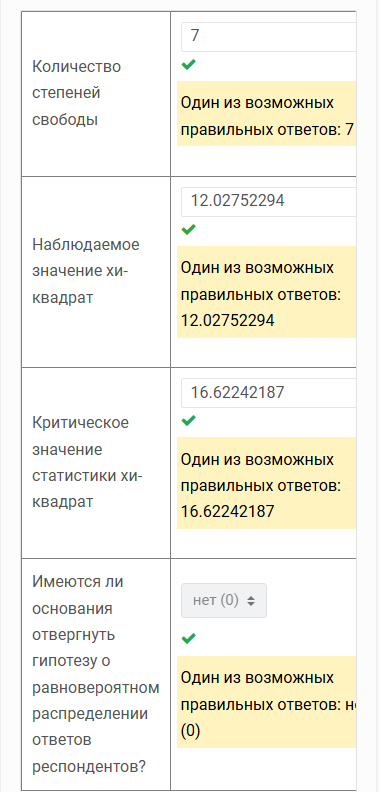 Количество
степеней
свободы
7
Один из возможных
правильных ответов: 7
Наблюдаемое
значение хи-
квадрат
12.02752294
Один из возможных
правильных ответов:
12.02752294
Критическое
значение
статистики хи-
квадрат
16.62242187
Один из возможных
правильных ответов:
16.62242187
Имеются ли
основания
отвергнуть
гипотезу о
равновероятном
распределении
ответов
респондентов?
нет (0)
Один из возможных
правильных ответов:
(0)